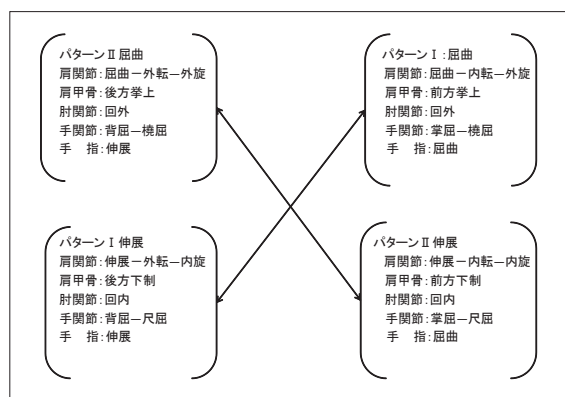 パターンⅡ屈曲
肩関節:屈曲－外転―外旋
肩甲骨:後方挙上
肘関節:回外
手関節:背屈―橈屈
手　指:伸展
パターンⅠ:屈曲
肩関節:屈曲－内転―外旋
肩甲骨:前方挙上
肘関節:回外
手関節:掌屈―橈屈
手　指:屈曲
パターンⅠ伸展
肩関節:伸展－外転―内旋
肩甲骨:後方下制
肘関節:回内
手関節:背屈―尺屈
手　指:伸展
パターンⅡ伸展
肩関節:伸展－内転―内旋
肩甲骨:前方下制
肘関節:回内
手関節:掌屈―尺屈
手　指:屈曲